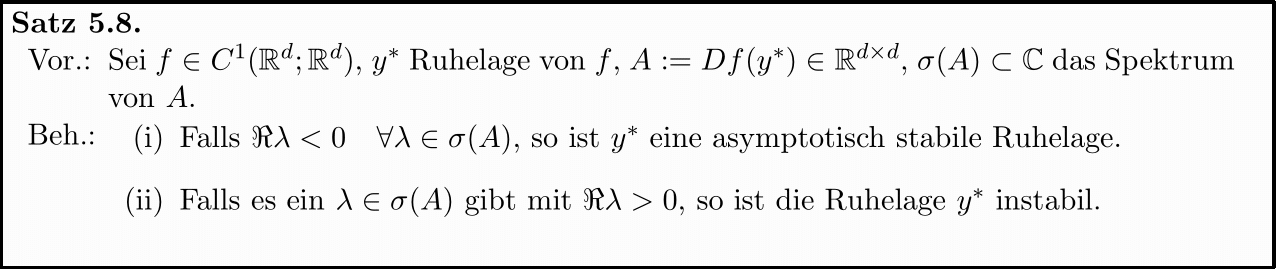 Satz 5.8.
Vor.: Sei f ∈ C¹(ℝᵈ; ℝᵈ), y* Ruhelage von f, A := Df(y*) ∈ ℝᵈˣᵈ, σ(A) ⊂ ℂ das Spektrum
von A.
Beh.: (i) Falls ℜλ < 0 ∀λ ∈ σ(A), so ist y* eine asymptotisch stabile Ruhelage.
(ii) Falls es ein λ ∈ σ(A) gibt mit ℜλ > 0, so ist die Ruhelage y* instabil.